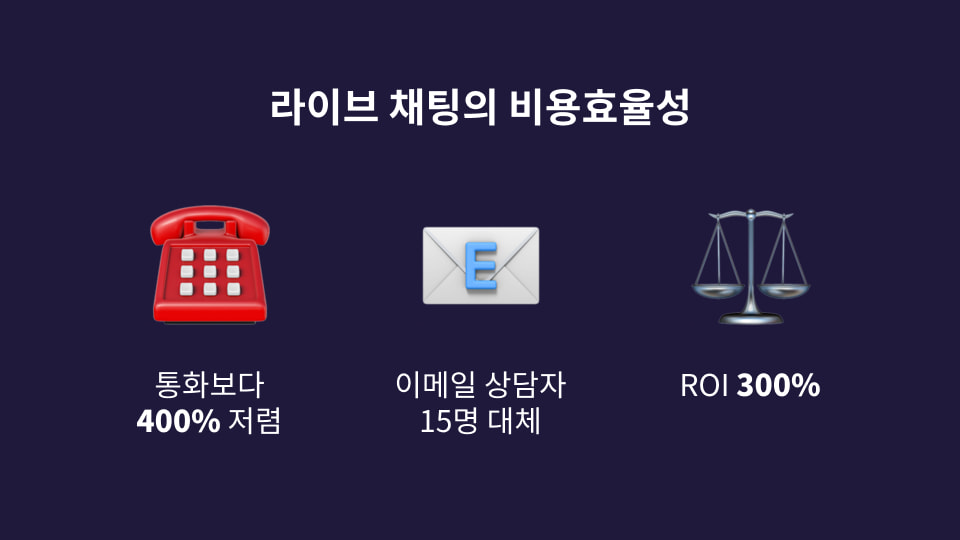 라이브 채팅의 비용효율성
E
통화보다
400% 저렴
이메일 상담자
15명 대체
ROI 300%